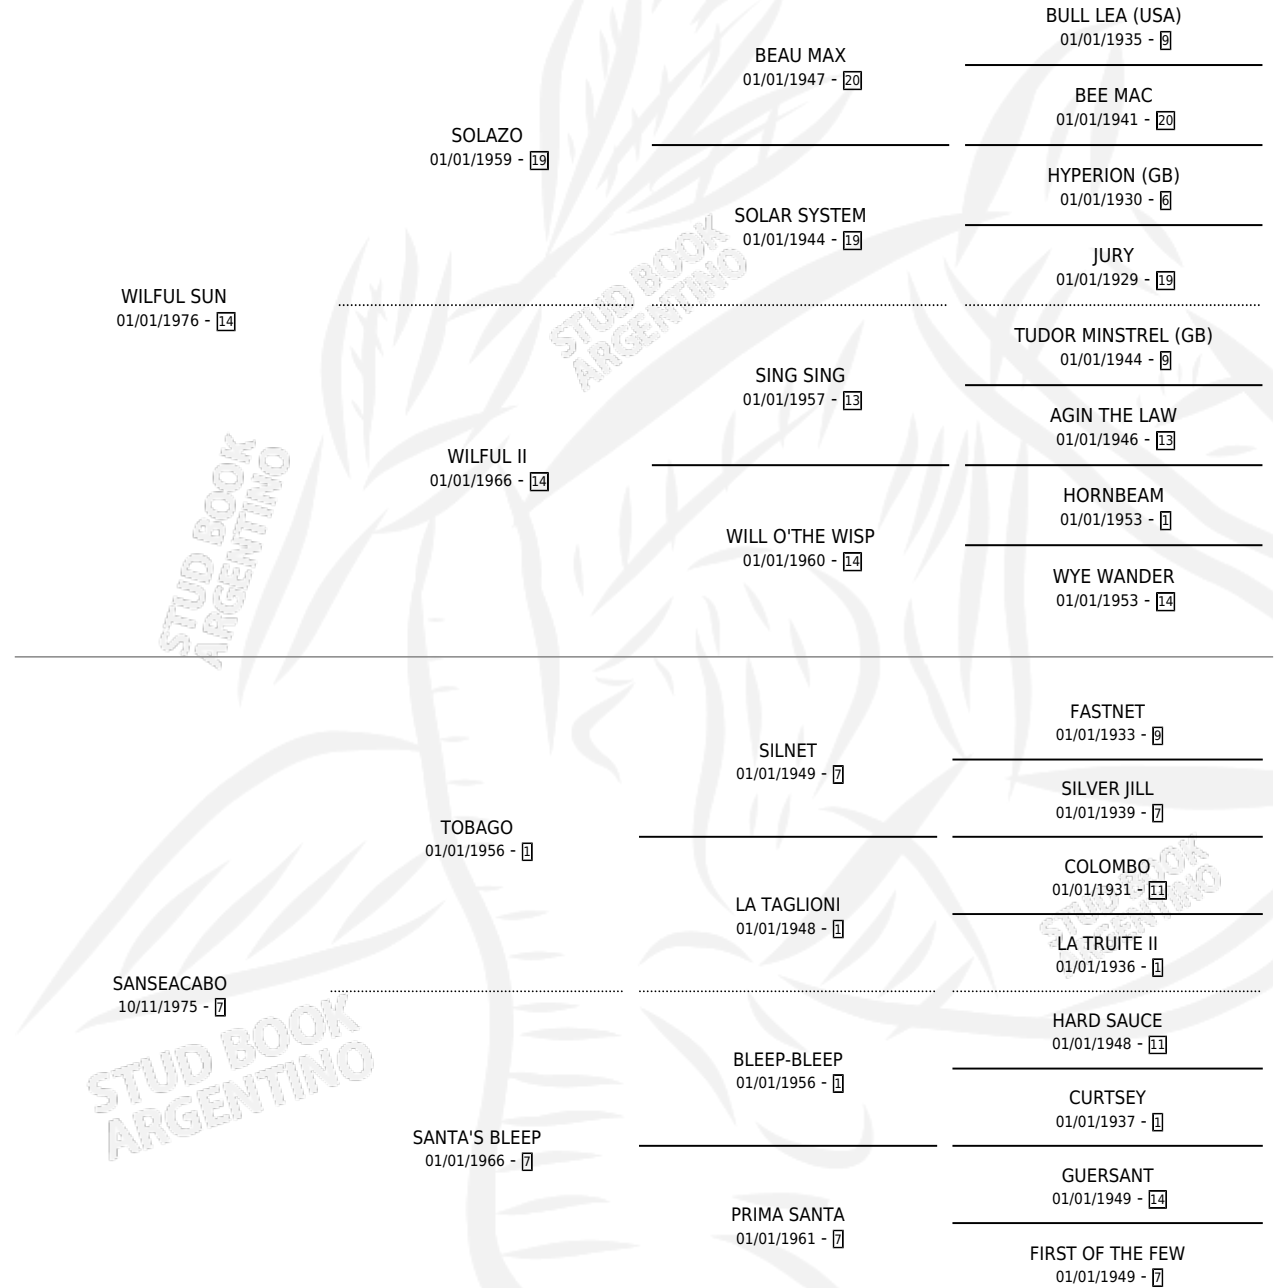 BULL LEA (USA)
01/01/1935 - 9
BEAU MAX
01/01/1947 - 20
BEE MAC
01/01/1941 - 20
SOLAZO
01/01/1959 - 19
HYPERION (GB)
01/01/1930 - 6
SOLAR SYSTEM
01/01/1944 - 19
JURY
01/01/1929 - 19
WILFUL SUN
01/01/1976 - 14
TUDOR MINSTREL (GB)
01/01/1944 - 9
SING SING
01/01/1957 - 13
AGIN THE LAW
01/01/1946 - 13
WILFUL II
01/01/1966 - 14
HORNBEAM
01/01/1953 - 1
WILL O'THE WISP
01/01/1960 - 14
WYE WANDER
01/01/1953 - 14
FASTNET
01/01/1933 - 9
SILNET
01/01/1949 - 7
SILVER JILL
01/01/1939 - 7
TOBAGO
01/01/1956 - 1
COLOMBO
01/01/1931 - 11
LA TAGLIONI
01/01/1948 - 1
LA TRUITE II
01/01/1936 - 1
SANSEACABO
10/11/1975 - 7
HARD SAUCE
01/01/1948 - 11
BLEEP-BLEEP
01/01/1956 - 1
CURTSEY
01/01/1937 - 1
SANTA'S BLEEP
01/01/1966 - 7
GUERSANT
01/01/1949 - 14
PRIMA SANTA
01/01/1961 - 7
FIRST OF THE FEW
01/01/1949 - 7
STUD BOOK
ARGENTINO
STUD BOOK
ARGENTINO
STUD BOOK
ARGENTINO
STUD BOOK
ARGENTINO